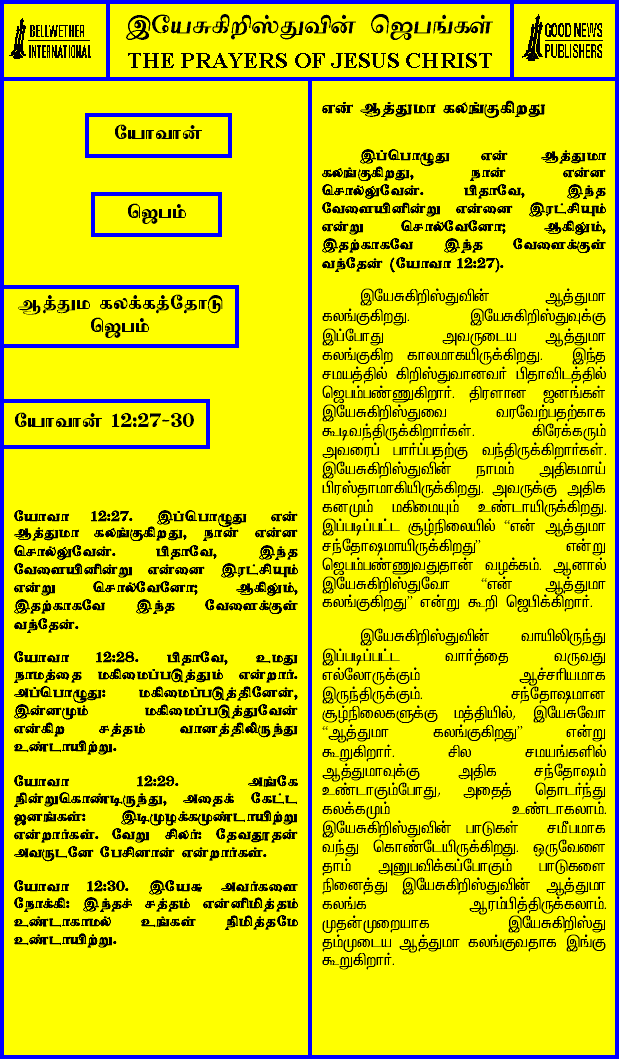 BELLWETHER
INTERNATIONAL
இயேசுகிறிஸ்துவின் ஜெபங்கள்
THE PRAYERS OF JESUS CHRIST
GOOD NEWS
PUBLISHERS
யோவான்
ஜெபம்
ஆத்தும கலக்கத்தோடு
ஜெபம்
யோவான் 12:27-30
யோவா 12:27. இப்பொழுது என்
ஆத்துமா கலங்குகிறது, நான் என்ன
சொல்லுவேன். பிதாவே, இந்த
வேளையினின்று என்னை இரட்சியும்
என்று சொல்வேனோ; ஆகிலும்,
இதற்காகவே இந்த வேளைக்குள்
வந்தேன்.
யோவா 12:28. பிதாவே, உமது
நாமத்தை மகிமைப்படுத்தும் என்றார்.
அப்பொழுது: மகிமைப்படுத்தினேன்,
இன்னமும் மகிமைப்படுத்துவேன்
என்கிற சத்தம் வானத்திலிருந்து
உண்டாயிற்று.
யோவா 12:29. அங்கே
நின்றுகொண்டிருந்து, அதைக் கேட்ட
ஜனங்கள்: இடிமுழக்கமுண்டாயிற்று
என்றார்கள். வேறு சிலர்: தேவதூதன்
அவருடனே பேசினான் என்றார்கள்.
யோவா 12:30. இயேசு அவர்களை
நோக்கி: இந்தச் சத்தம் என்னிமித்தம்
உண்டாகாமல் உங்கள் நிமித்தமே
உண்டாயிற்று.
என் ஆத்துமா கலங்குகிறது
இப்பொழுது என் ஆத்துமா
கலங்குகிறது, நான் என்ன
சொல்லுவேன். பிதாவே, இந்த
வேளையினின்று என்னை இரட்சியும்
என்று சொல்வேனோ; ஆகிலும்,
இதற்காகவே இந்த வேளைக்குள்
வந்தேன் (யோவா 12:27).
இயேசுகிறிஸ்துவின் ஆத்துமா
கலங்குகிறது. இயேசுகிறிஸ்துவுக்கு
இப்போது அவருடைய ஆத்துமா
கலங்குகிற காலமாகயிருக்கிறது. இந்த
சமயத்தில் கிறிஸ்துவானவர் பிதாவிடத்தில்
ஜெபம்பண்ணுகிறார். திரளான ஜனங்கள்
இயேசுகிறிஸ்துவை வரவேற்பதற்காக
கூடிவந்திருக்கிறார்கள். கிரேக்கரும்
அவரைப் பார்ப்பதற்கு வந்திருக்கிறார்கள்.
இயேசுகிறிஸ்துவின் நாமம் அதிகமாய்
பிரஸ்தாமாகியிருக்கிறது. அவருக்கு அதிக
கனமும் மகிமையும் உண்டாயிருக்கிறது.
இப்படிப்பட்ட சூழ்நிலையில் “என் ஆத்துமா
சந்தோஷமாயிருக்கிறது” என்று
ஜெபம்பண்ணுவதுதான் வழக்கம். ஆனால்
இயேசுகிறிஸ்துவோ “என் ஆத்துமா
கலங்குகிறது” என்று கூறி ஜெபிக்கிறார்.
இயேசுகிறிஸ்துவின் வாயிலிருந்து
இப்படிப்பட்ட வார்த்தை வருவது
எல்லோருக்கும் ஆச்சரியமாக
இருந்திருக்கும். சந்தோஷமான
சூழ்நிலைகளுக்கு மத்தியில், இயேசுவோ
“ஆத்துமா கலங்குகிறது” என்று
கூறுகிறார். சில சமயங்களில்
ஆத்துமாவுக்கு அதிக சந்தோஷம்
உண்டாகும்போது, அதைத் தொடர்ந்து
கலக்கமும் உண்டாகலாம்.
இயேசுகிறிஸ்துவின் பாடுகள் சமீபமாக
வந்து கொண்டேயிருக்கிறது. ஒருவேளை
தாம் அனுபவிக்கப்போகும் பாடுகளை
நினைத்து இயேசுகிறிஸ்துவின் ஆத்துமா
கலங்க ஆரம்பித்திருக்கலாம்.
முதன்முறையாக இயேசுகிறிஸ்து
தம்முடைய ஆத்துமா கலங்குவதாக இங்கு
கூறுகிறார்.